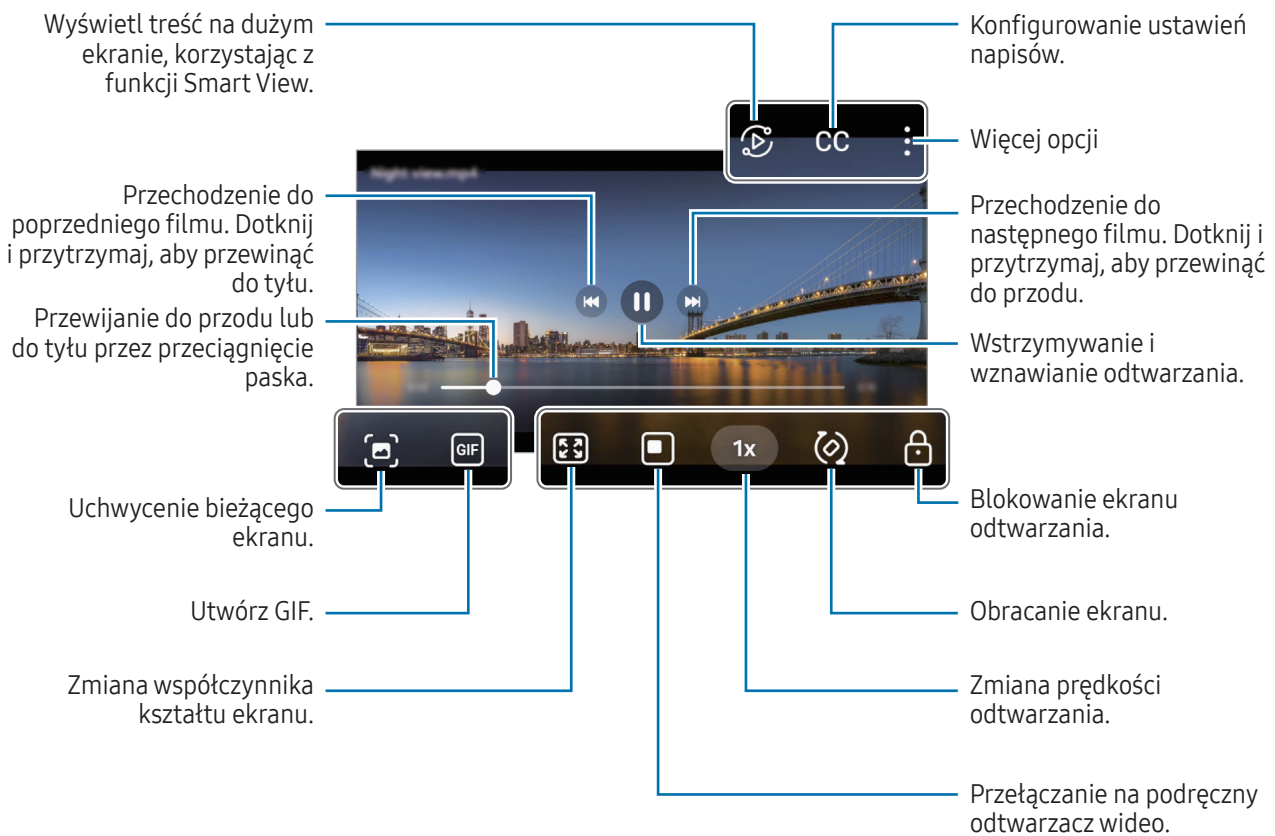 Wyświetl treść na dużym
ekranie, korzystając z
funkcji Smart View.
Konfigurowanie ustawień
napisów.
CC
Więcej opcji
Night view.mp4
Przechodzenie do
poprzedniego filmu. Dotknij
i przytrzymaj, aby przewinąć
do tyłu.
Przechodzenie do
następnego filmu. Dotknij i
przytrzymaj, aby przewinąć
do przodu.
Przewijanie do przodu lub
do tyłu przez przeciągnięcie
paska.
Wstrzymywanie i
wznawianie odtwarzania.
GIF
1x
Uchwycenie bieżącego
ekranu.
Blokowanie ekranu
odtwarzania.
Utwórz GIF.
Obracanie ekranu.
Zmiana współczynnika
kształtu ekranu.
Zmiana prędkości
odtwarzania.
Przełączanie na podręczny
odtwarzacz wideo.